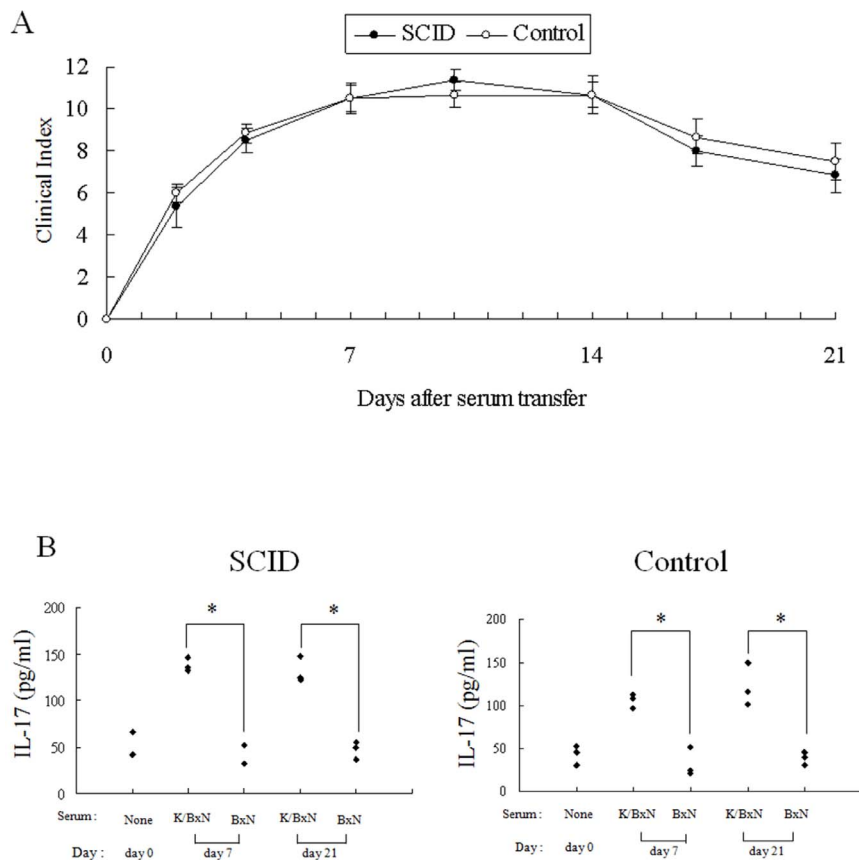 A
SCID Control
12
10
8
6
4
2
0
Clinical Index
0 7 14 21
Days after serum transfer
B
SCID
200
150
100
50
0
IL-17 (pg/ml)
* *
Serum : None K/BxN BxN K/BxN BxN
Day : day 0 day 7 day 21
Control
200
150
100
50
0
IL-17 (pg/ml)
* *
Serum : None K/BxN BxN K/BxN BxN
Day : day 0 day 7 day 21